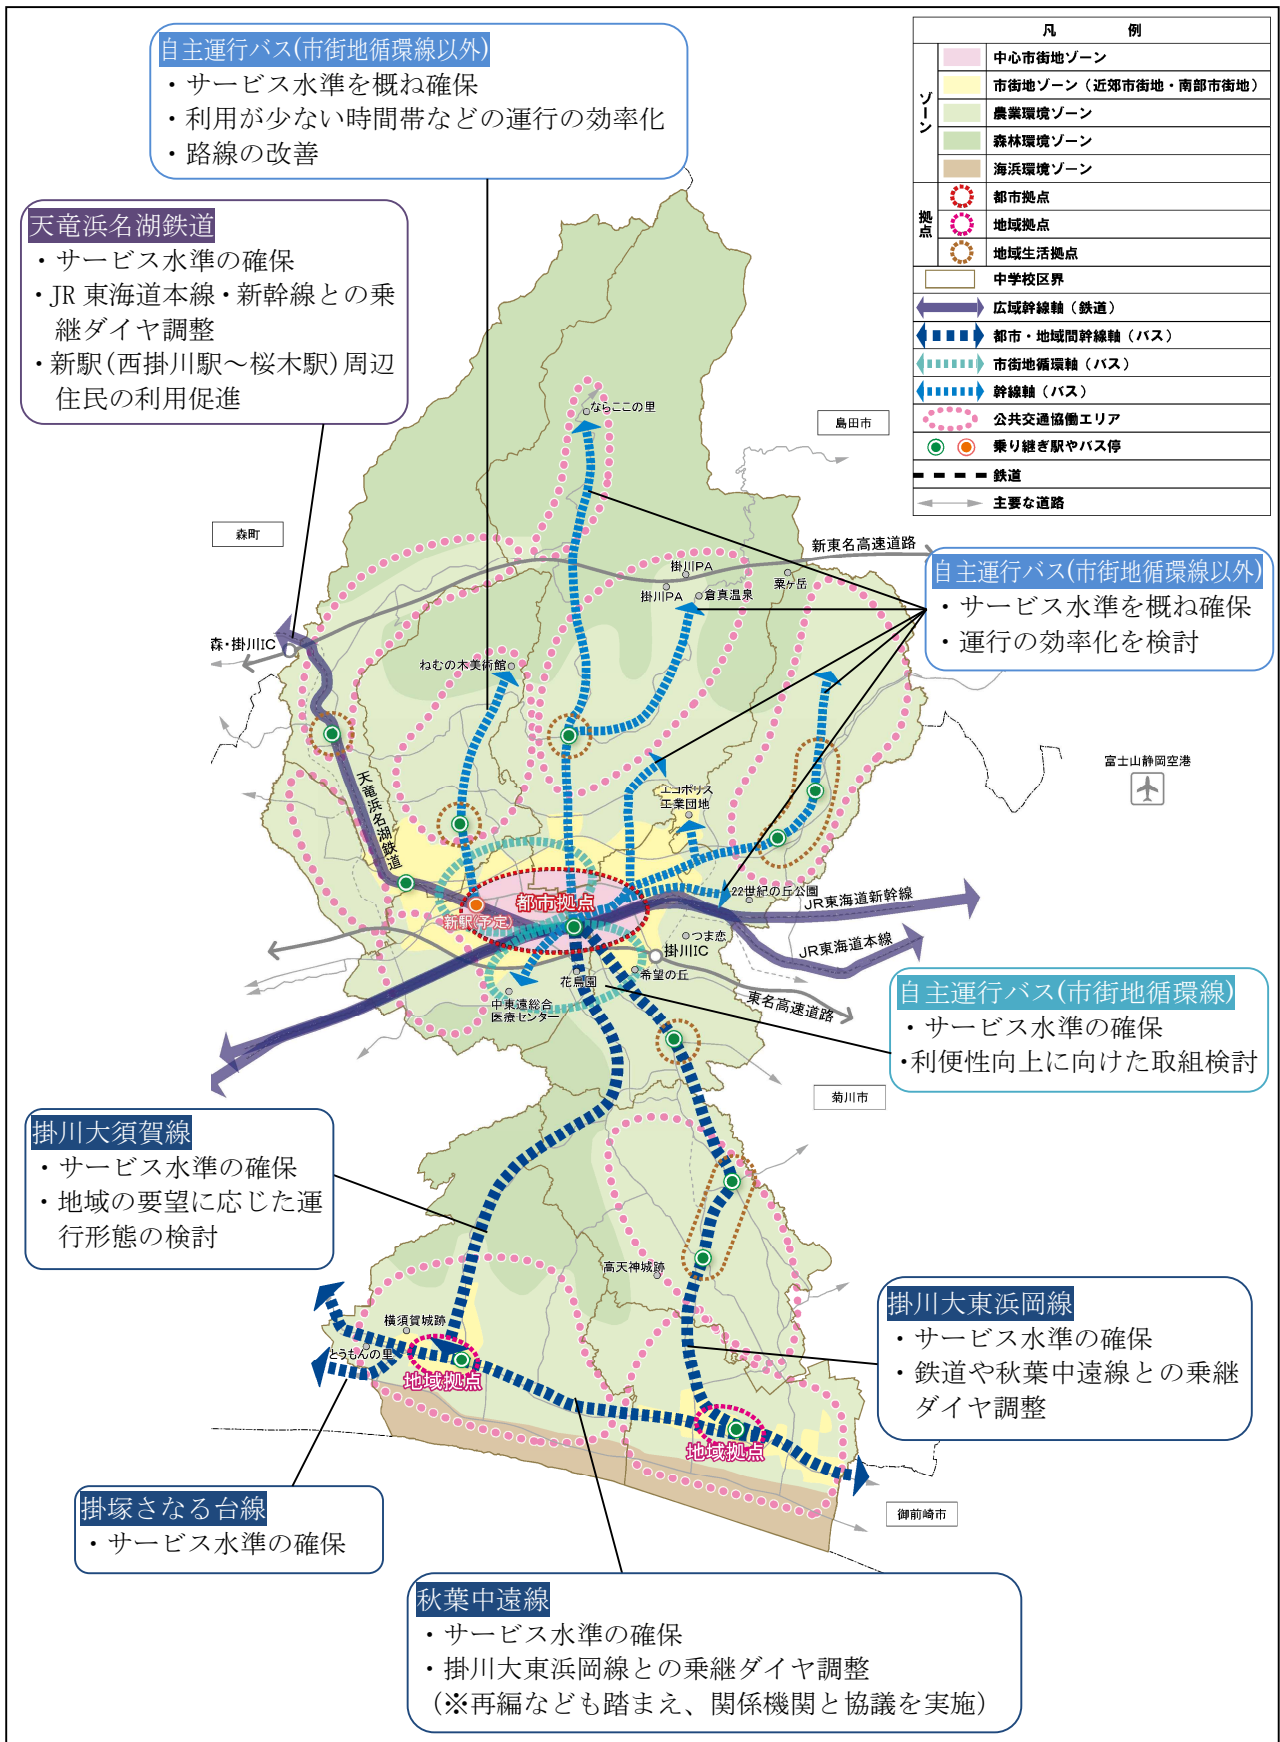 自主運行バス(市街地循環線以外)
・サービス水準を概ね確保
・利用が少ない時間帯などの運行の効率化
・路線の改善
天竜浜名湖鉄道
・サービス水準の確保
・JR東海道本線・新幹線との乗
継ダイヤ調整
・新駅(西掛川駅～桜木駅)周辺
住民の利用促進
凡　例
ゾーン
中心市街地ゾーン
市街地ゾーン（近郊市街地・南部市街地）
農業環境ゾーン
森林環境ゾーン
海浜環境ゾーン
拠点
都市拠点
地域拠点
地域生活拠点
中学校区界
広域幹線軸（鉄道）
都市・地域間幹線軸（バス）
市街地循環軸（バス）
幹線軸（バス）
公共交通協働エリア
乗り継ぎ駅やバス停
鉄道
主要な道路
ならここの里
島田市
森町
新東名高速道路
掛川PA
掛川PA
倉真温泉
粟ヶ岳
自主運行バス(市街地循環線以外)
・サービス水準を概ね確保
・運行の効率化を検討
森・掛川IC
ねむの木美術館
富士山静岡空港
天竜浜名湖鉄道
エコポリス
工業団地
22世紀の丘公園
JR東海道新幹線
都市拠点
新駅(予定)
つま恋
掛川IC
JR東海道本線
花鳥園
希望の丘
中東遠総合
医療センター
東名高速道路
自主運行バス(市街地循環線)
・サービス水準の確保
・利便性向上に向けた取組検討
菊川市
掛川大須賀線
・サービス水準の確保
・地域の要望に応じた運
行形態の検討
高天神城跡
横須賀城跡
とうもんの里
地域拠点
掛川大東浜岡線
・サービス水準の確保
・鉄道や秋葉中遠線との乗継
ダイヤ調整
地域拠点
掛塚さなる台線
・サービス水準の確保
御前崎市
秋葉中遠線
・サービス水準の確保
・掛川大東浜岡線との乗継ダイヤ調整
（※再編なども踏まえ、関係機関と協議を実施）